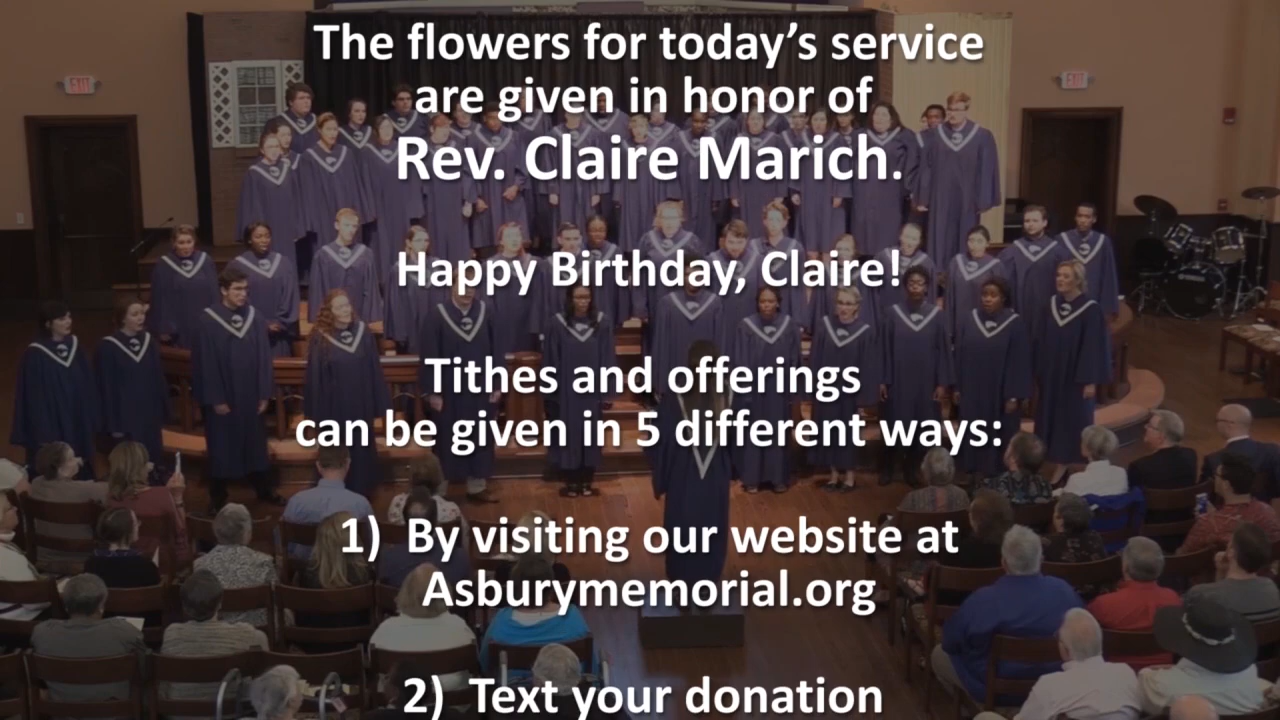 EXIT
EXIT
The flowers for today’s service
are given in honor of
Rev. Claire Marich.
Happy Birthday, Claire!
Tithes and offerings
can be given in 5 different ways:
1) By visiting our website at
Asburymemorial.org
2) Text your donation